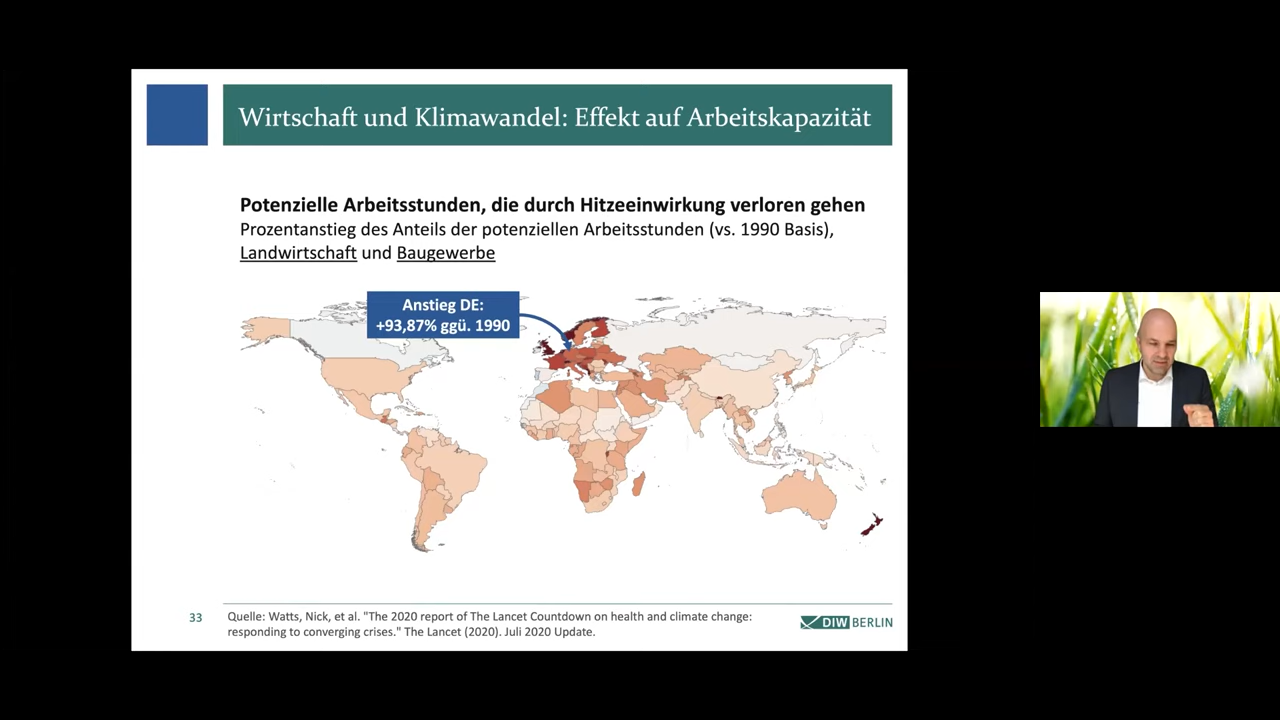 Wirtschaft und Klimawandel: Effekt auf Arbeitskapazität
Potenzielle Arbeitsstunden, die durch Hitzeeinwirkung verloren gehen
Prozentanstieg des Anteils der potenziellen Arbeitsstunden (vs. 1990 Basis),
Landwirtschaft und Baugewerbe
Anstieg DE:
+93,87% ggü. 1990
33
Quelle: Watts, Nick, et al. "The 2020 report of The Lancet Countdown on health and climate change:
responding to converging crises." The Lancet (2020). Juli 2020 Update.
DIW BERLIN